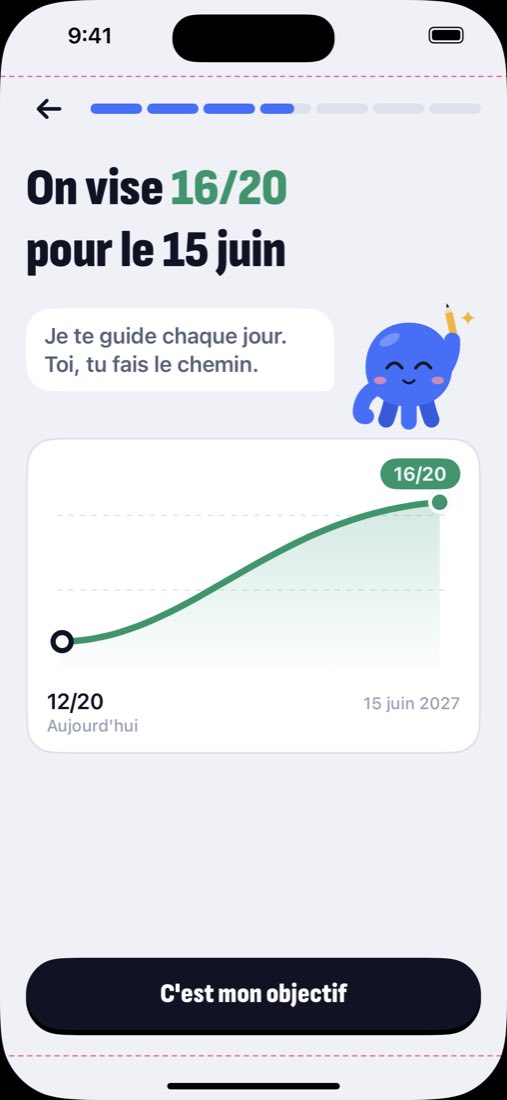 9:41
On vise 16/20
pour le 15 juin
Je te guide chaque jour.
Toi, tu fais le chemin.
16/20
12/20
Aujourd'hui
15 juin 2027
C'est mon objectif